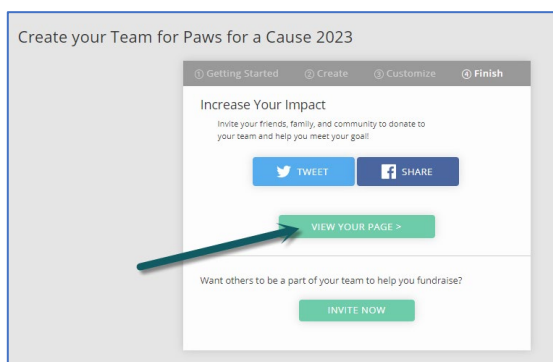 Create your Team for Paws for a Cause 2023
① Getting Started ② Create ③ Customize ④ Finish
Increase Your Impact
Invite your friends, family, and community to donate to
your team and help you meet your goal!
TWEET SHARE
VIEW YOUR PAGE >
Want others to be a part of your team to help you fundraise?
INVITE NOW